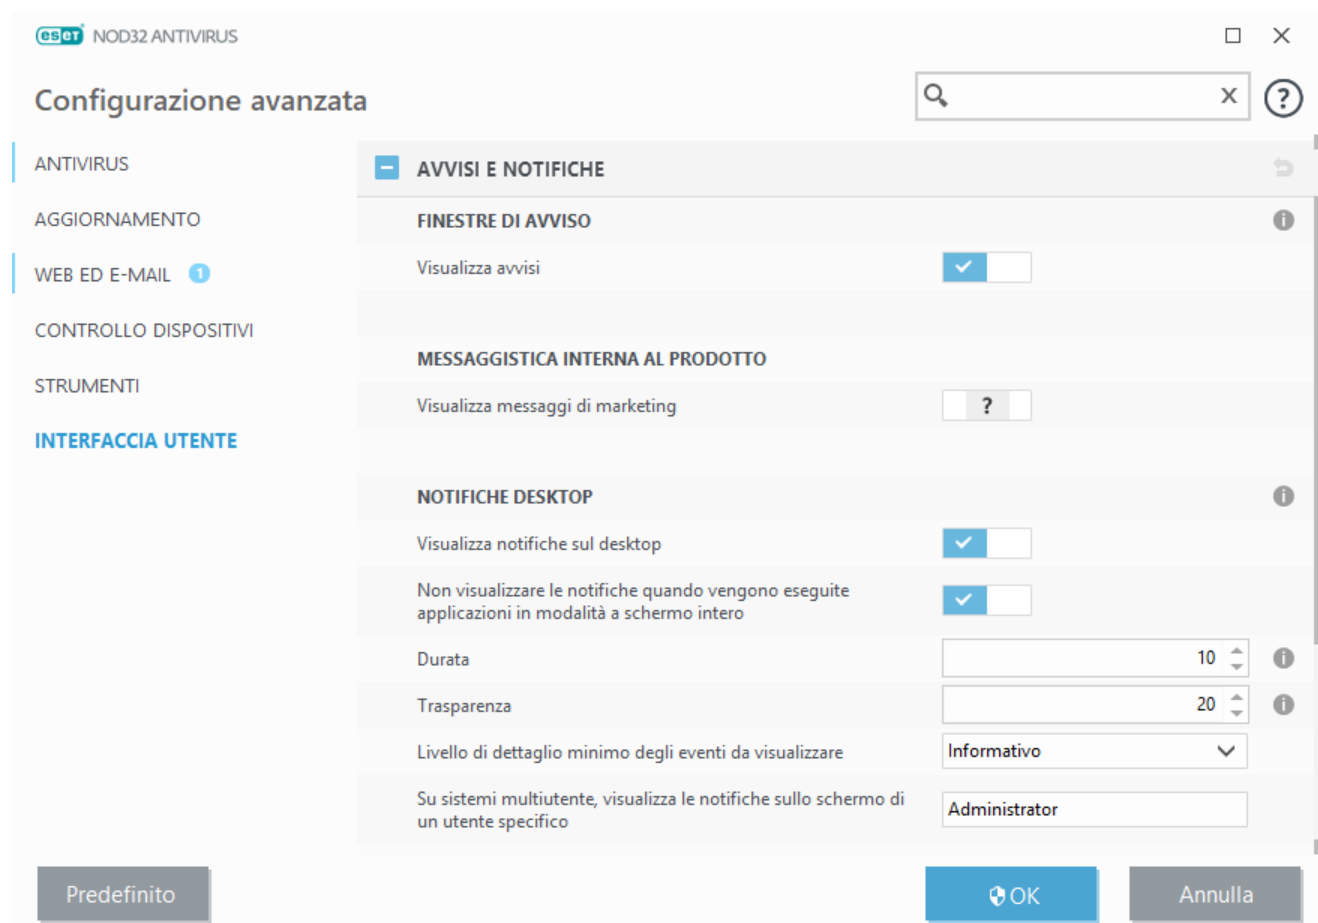 eset NOD32 ANTIVIRUS
Configurazione avanzata
X
?
ANTIVIRUS
AGGIORNAMENTO
WEB ED E-MAIL 1
CONTROLLO DISPOSITIVI
STRUMENTI
INTERFACCIA UTENTE
AVVISI E NOTIFICHE
FINESTRE DI AVVISO
Visualizza avvisi
MESSAGGISTICA INTERNA AL PRODOTTO
Visualizza messaggi di marketing ?
NOTIFICHE DESKTOP
Visualizza notifiche sul desktop
Non visualizzare le notifiche quando vengono eseguite
applicazioni in modalità a schermo intero
Durata 10
Trasparenza 20
Livello di dettaglio minimo degli eventi da visualizzare Informativo
Su sistemi multiutente, visualizza le notifiche sullo schermo di
un utente specifico
Administrator
Predefinito OK Annulla